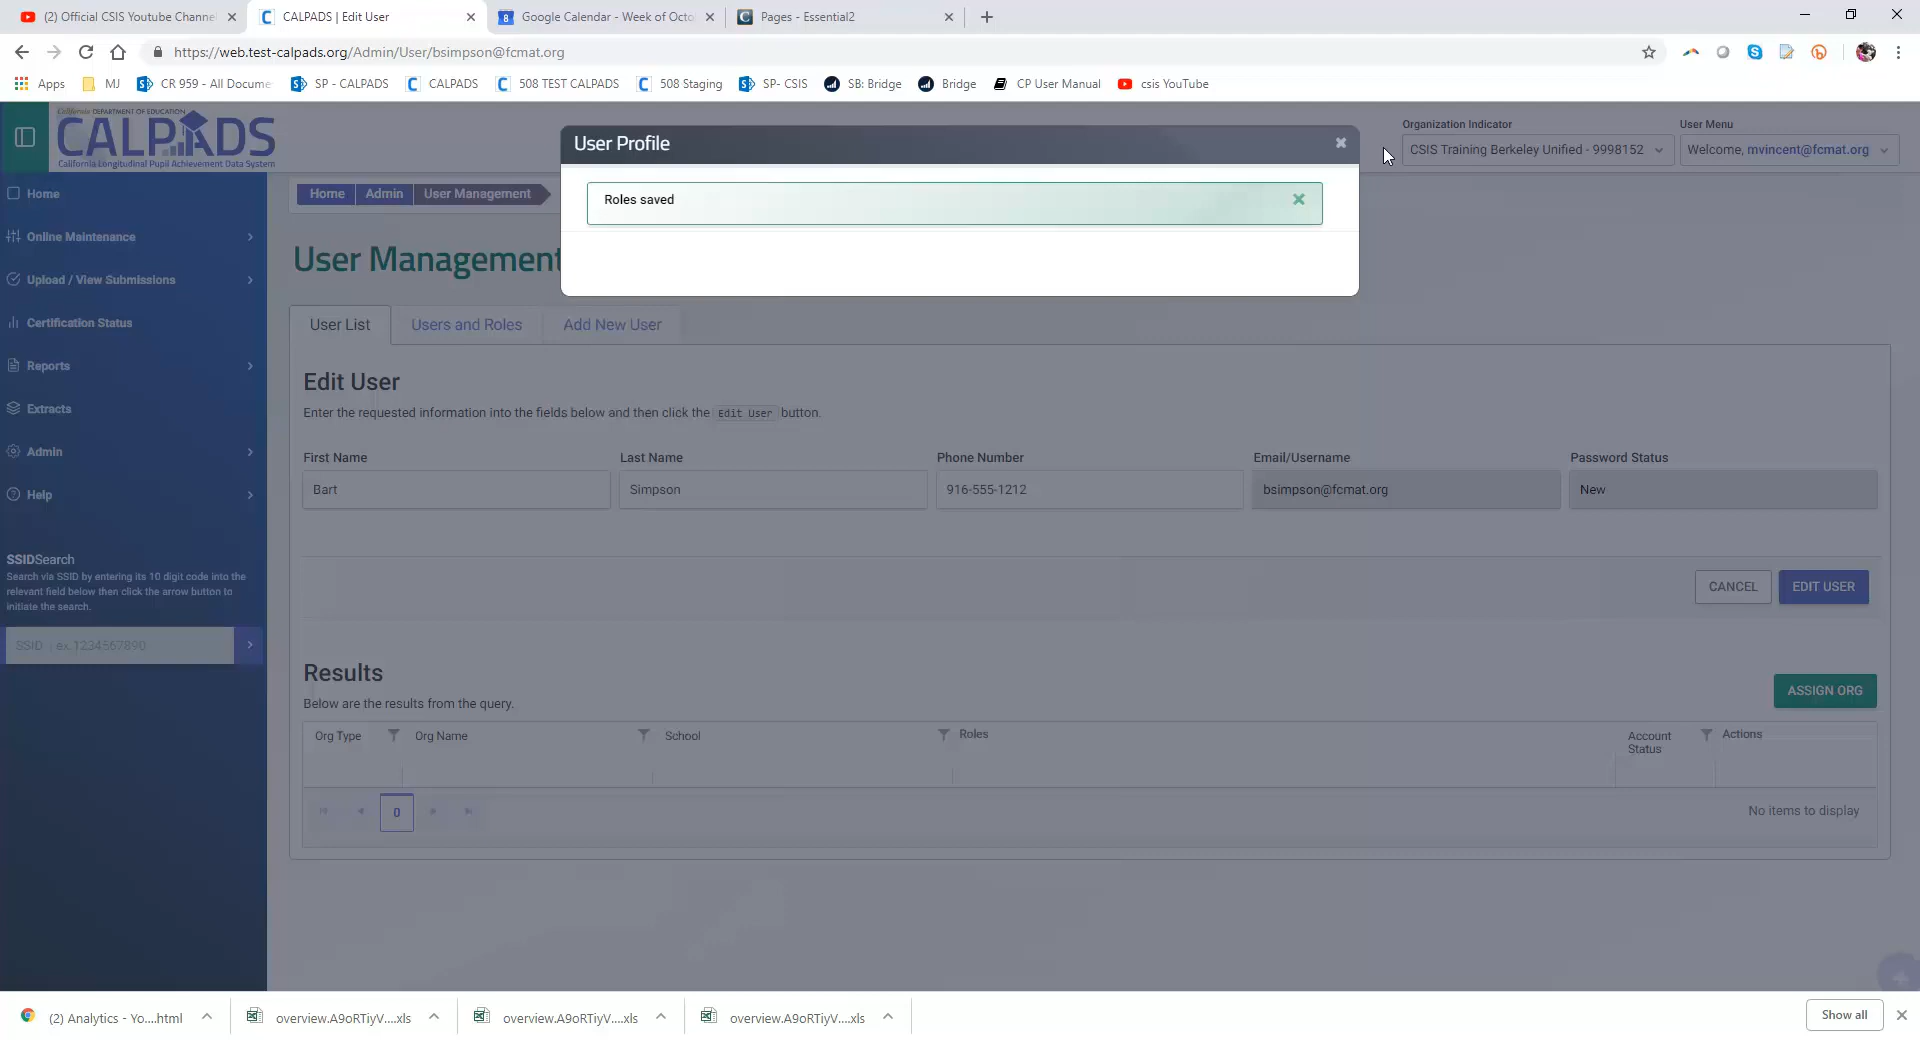 (2) Official CSIS Youtube Channe
CALPADS | Edit User
Google Calendar - Week of Octo
Pages - Essential2
https://web.test-calpads.org/Admin/User/bsimpson@fcmat.org
Apps
MJ
CR 959 - All Docume
SP - CALPADS
CALPADS
508 TEST CALPADS
508 Staging
SP- CSIS
SB: Bridge
Bridge
CP User Manual
csis YouTube
California DEPARTMENT OF EDUCATION
CALPADS
California Longitudinal Pupil Achievement Data System
Organization Indicator
CSIS Training Berkeley Unified - 9998152
User Menu
Welcome, mvincent@fcmat.org
User Profile
Roles saved
Home
Online Maintenance
Upload / View Submissions
Certification Status
Reports
Extracts
Admin
Help
SSIDSearch
Search via SSID by entering its 10 digit code into the
relevant field below then click the arrow button to
initiate the search.
SSID | ex.1234567890
Home
Admin
User Management
User Management
User List
Users and Roles
Add New User
Edit User
Enter the requested information into the fields below and then click the Edit User button.
First Name
Last Name
Phone Number
Email/Username
Password Status
Bart
Simpson
916-555-1212
bsimpson@fcmat.org
New
CANCEL
EDIT USER
Results
Below are the results from the query.
ASSIGN ORG
Org Type
Org Name
School
Roles
Account
Status
Actions
0
No items to display
(2) Analytics - Yo....html
overview.A9oRTiyV....xls
overview.A9oRTiyV....xls
overview.A9oRTiyV....xls
Show all